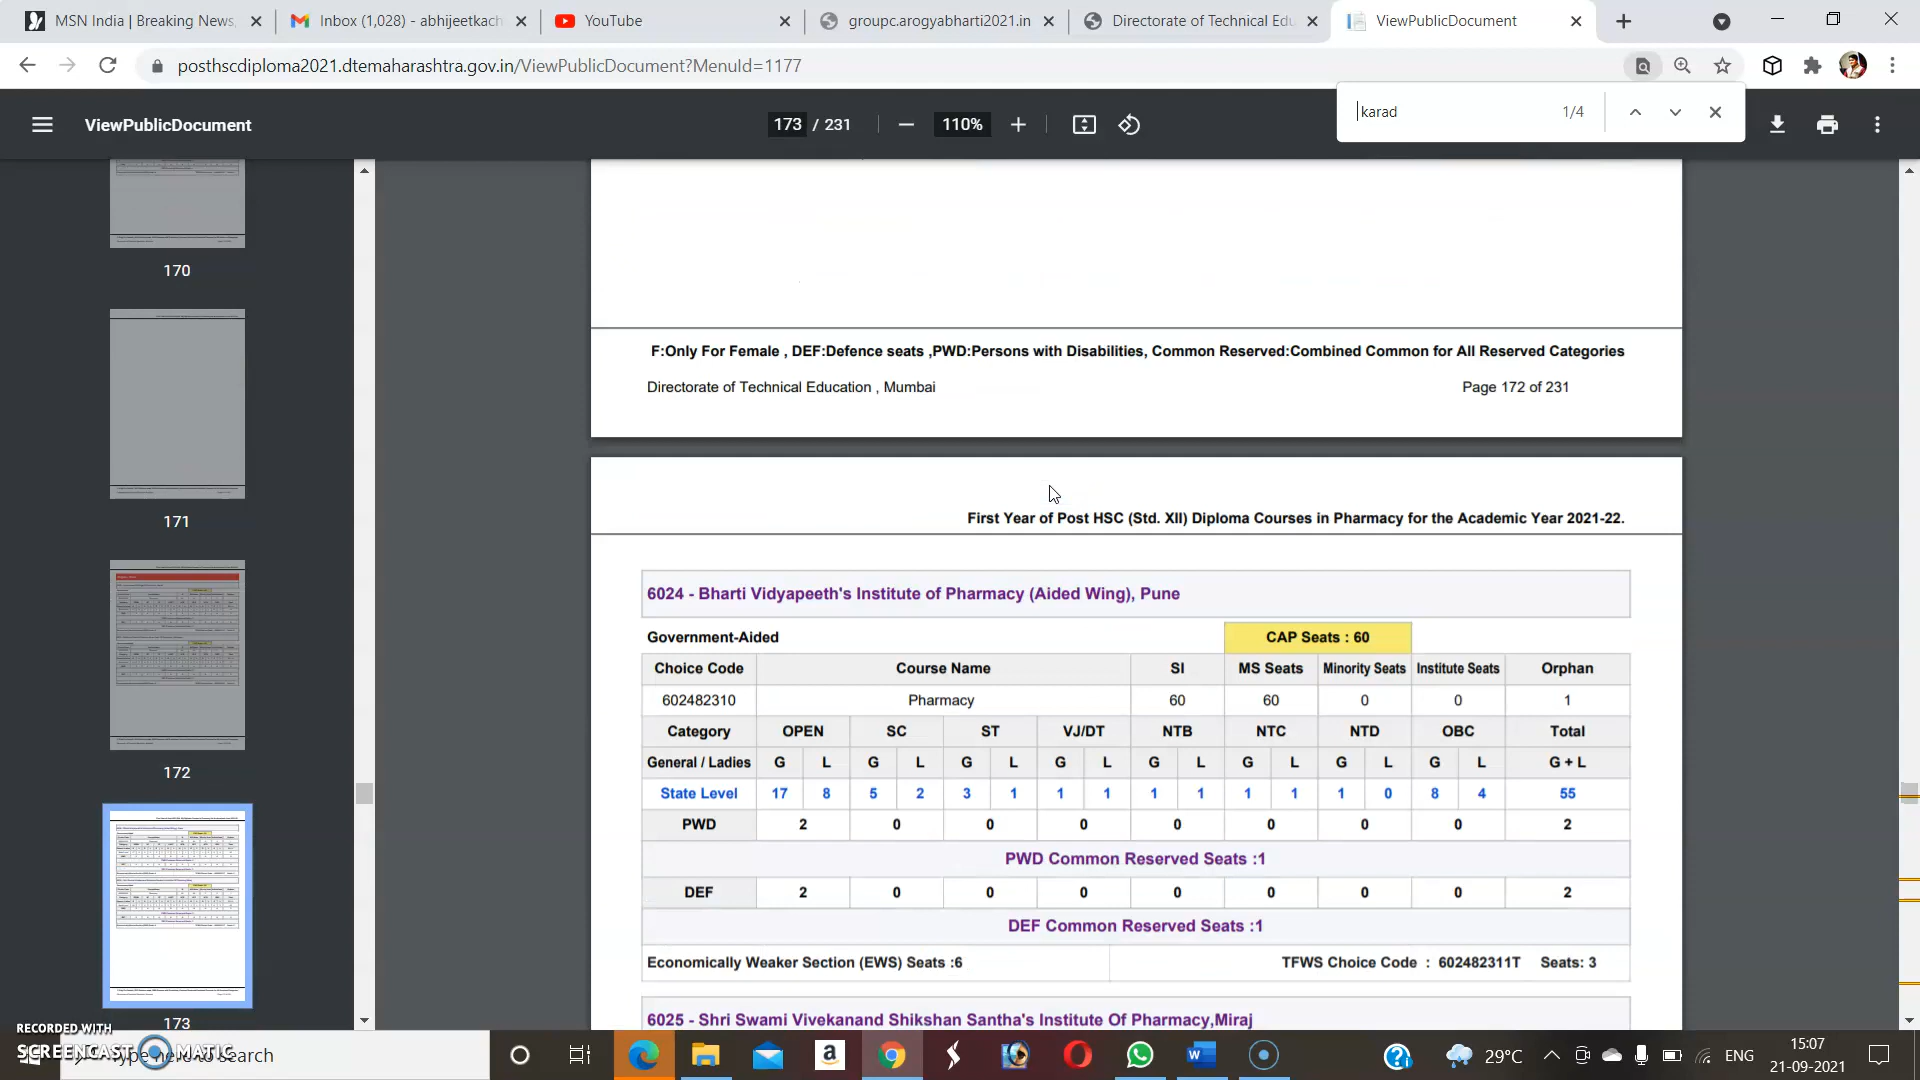 MSN India | Breaking News,
Inbox (1,028) - abhijeetkach
YouTube
groupc.arogyabharti2021.in
Directorate of Technical Edu
ViewPublicDocument
posthscdiploma2021.dtemaharashtra.gov.in/ViewPublicDocument?MenuId=1177
ViewPublicDocument
173 / 231
110%
karad 1/4
170
171
172
173
F:Only For Female , DEF:Defence seats ,PWD:Persons with Disabilities, Common Reserved:Combined Common for All Reserved Categories
Directorate of Technical Education , Mumbai Page 172 of 231
First Year of Post HSC (Std. XII) Diploma Courses in Pharmacy for the Academic Year 2021-22.
6024 - Bharti Vidyapeeth's Institute of Pharmacy (Aided Wing), Pune
Government-Aided CAP Seats : 60
Choice Code Course Name SI MS Seats Minority Seats Institute Seats Orphan
602482310 Pharmacy 60 60 0 0 1
Category OPEN SC ST VJ/DT NTB NTC NTD OBC Total
General / Ladies G L G L G L G L G L G L G L G L G + L
State Level 17 8 5 2 3 1 1 1 1 1 1 1 1 0 8 4 55
PWD 2 0 0 0 0 0 0 0 2
PWD Common Reserved Seats :1
DEF 2 0 0 0 0 0 0 0 2
DEF Common Reserved Seats :1
Economically Weaker Section (EWS) Seats :6 TFWS Choice Code : 602482311T Seats: 3
6025 - Shri Swami Vivekanand Shikshan Santha's Institute Of Pharmacy,Miraj
RECORDED WITH
SCREENCAST MATIC
Type here to search
29°C
ENG
15:07
21-09-2021